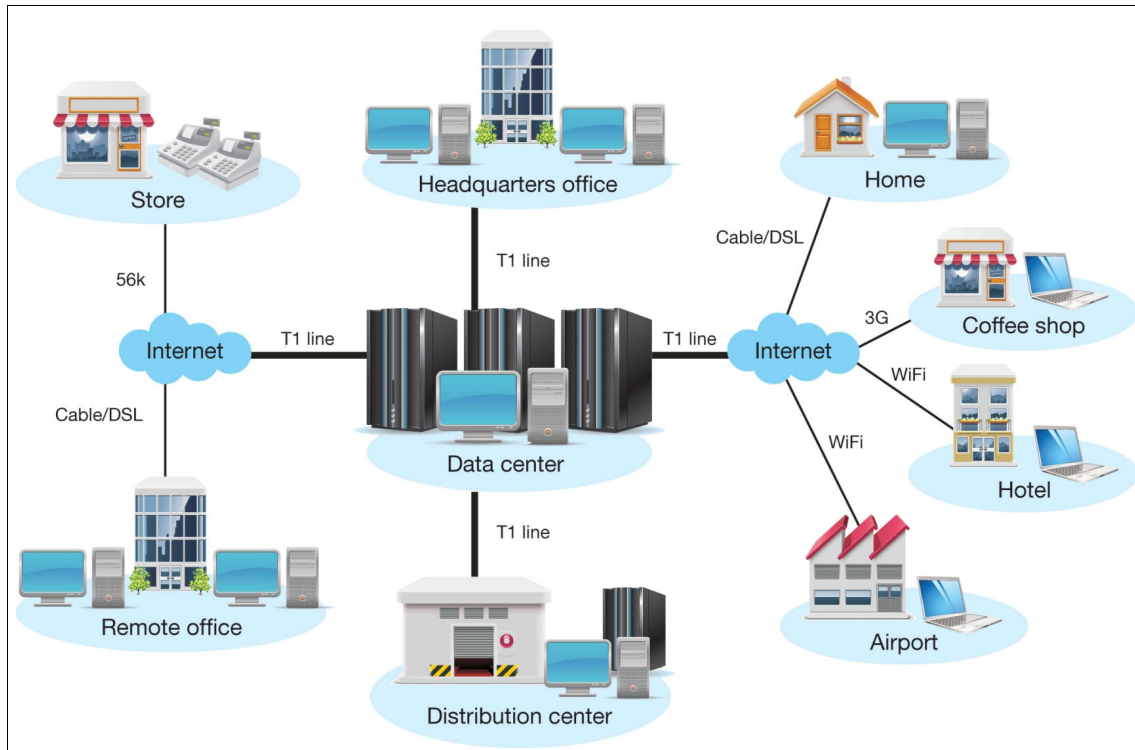 Headquarters office
Store
Home
Cable/DSL
T1 line
56k
3G
Coffee shop
Internet
T1 line
T1 line
Internet
WiFi
Cable/DSL
WiFi
Data center
Hotel
T1 line
Remote office
Airport
Distribution center